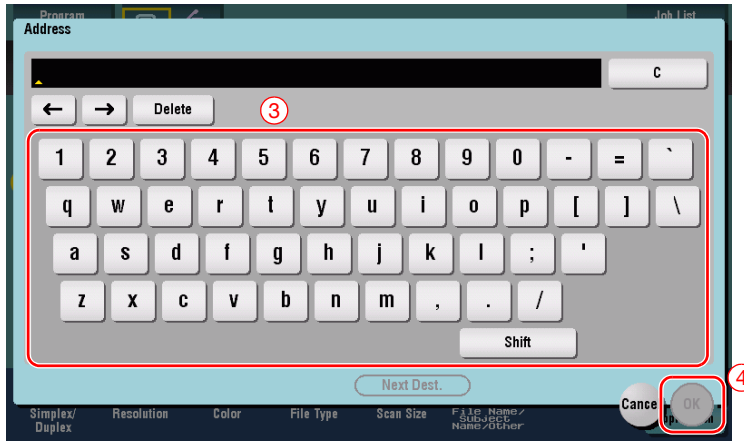 Program
Job List
Address
C
← → Delete
③
1 2 3 4 5 6 7 8 9 0 - = `
q w e r t y u i o p [ ] \
a s d f g h j k l ; '
z x c v b n m , . /
Shift
Next Dest.
④
Cance OK
Simplex/ Duplex
Resolution
Color
File Type
Scan Size
File Name/ Subject Name/Other